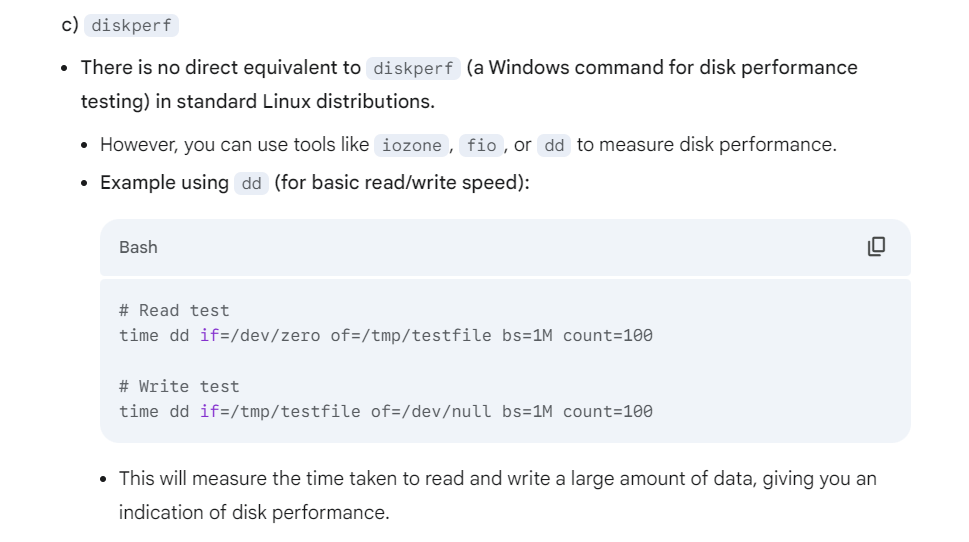 c) diskperf
• There is no direct equivalent to diskperf (a Windows command for disk performance
testing) in standard Linux distributions.
• However, you can use tools like iozone, fio, or dd to measure disk performance.
• Example using dd (for basic read/write speed):
Bash
# Read test
time dd if=/dev/zero of=/tmp/testfile bs=1M count=100
# Write test
time dd if=/tmp/testfile of=/dev/null bs=1M count=100
• This will measure the time taken to read and write a large amount of data, giving you an
indication of disk performance.